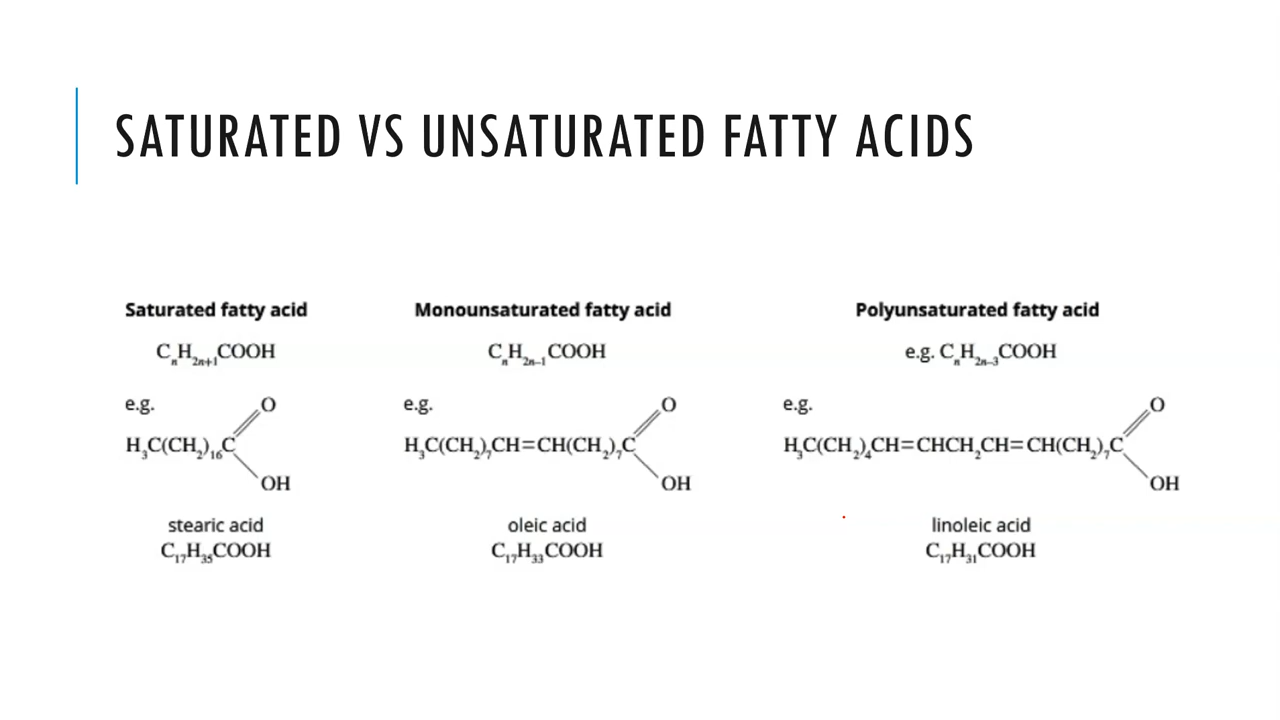 SATURATED VS UNSATURATED FATTY ACIDS
Saturated fatty acid
CₙH₂ₙ₊₁COOH
e.g.
O
H₃C(CH₂)₁₆C
OH
stearic acid
C₁₇H₃₅COOH
Monounsaturated fatty acid
CₙH₂ₙ₋₁COOH
e.g.
O
H₃C(CH₂)₇CH=CH(CH₂)₇C
OH
oleic acid
C₁₇H₃₃COOH
Polyunsaturated fatty acid
e.g. CₙH₂ₙ₋₃COOH
e.g.
O
H₃C(CH₂)₄CH=CHCH₂CH=CH(CH₂)₇C
OH
linoleic acid
C₁₇H₃₁COOH